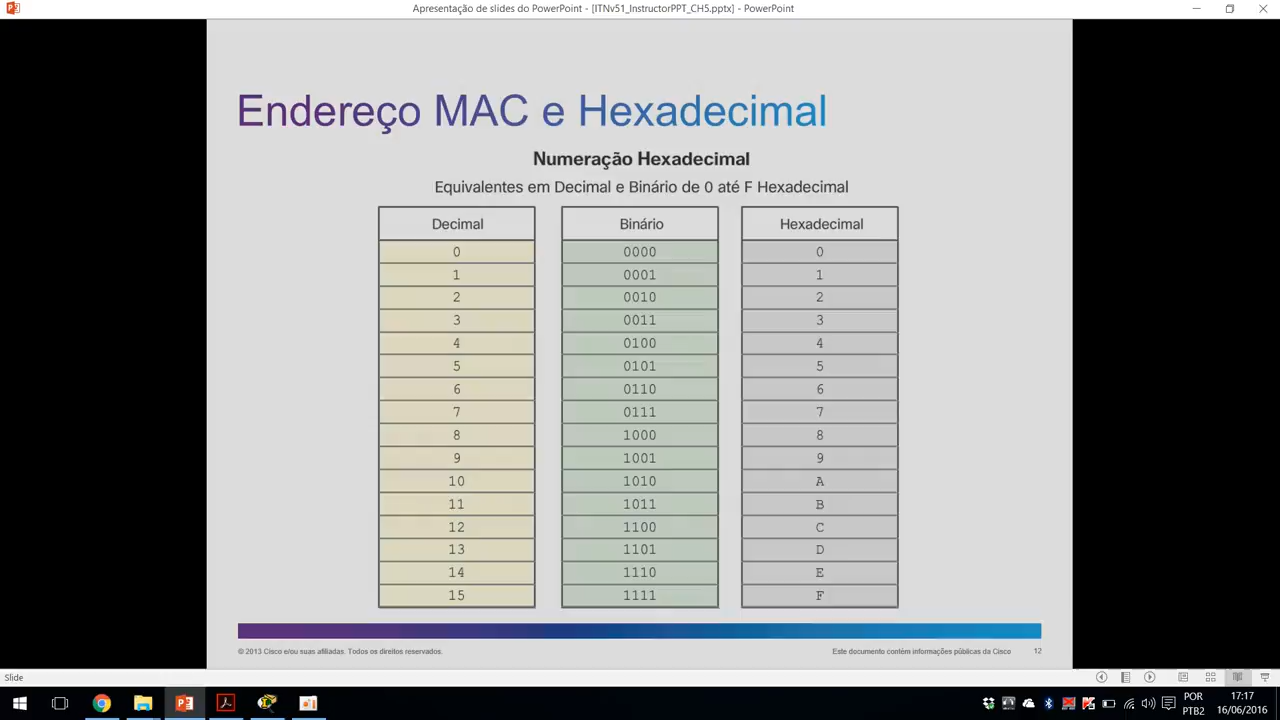 Apresentação de slides do PowerPoint - [ITNv51_InstructorPPT_CH5.pptx] - PowerPoint
Endereço MAC e Hexadecimal
Numeração Hexadecimal
Equivalentes em Decimal e Binário de 0 até F Hexadecimal
Decimal Binário Hexadecimal
0 0000 0
1 0001 1
2 0010 2
3 0011 3
4 0100 4
5 0101 5
6 0110 6
7 0111 7
8 1000 8
9 1001 9
10 1010 A
11 1011 B
12 1100 C
13 1101 D
14 1110 E
15 1111 F
© 2013 Cisco e/ou suas afiliadas. Todos os direitos reservados. Este documento contém informações públicas da Cisco 12
Slide
POR 17:17
PTB2 16/06/2016